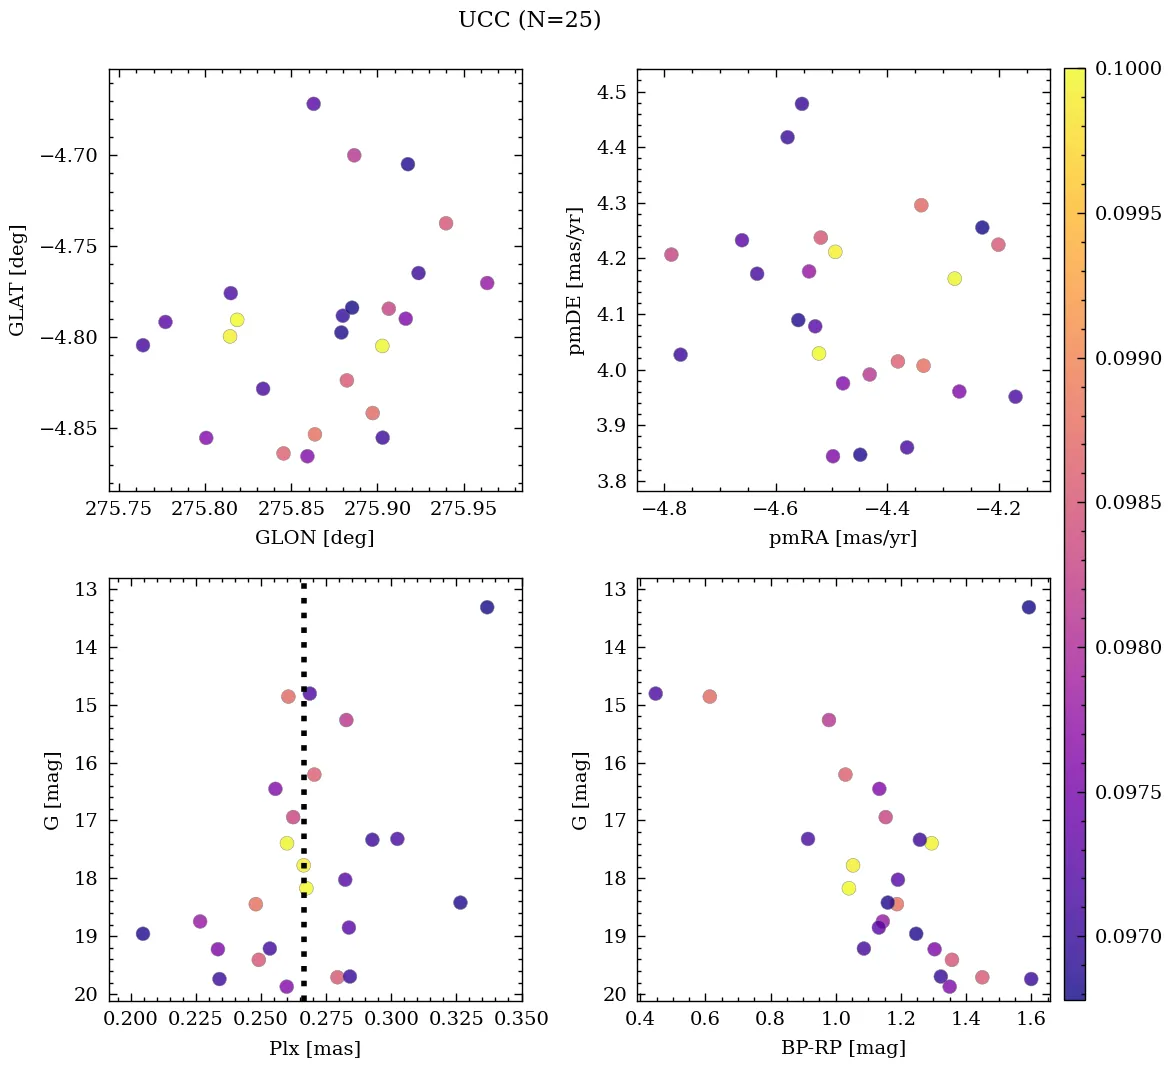 UCC (N=25)
−4.70
−4.75
−4.80
−4.85
GLAT [deg]
275.75 275.80 275.85 275.90 275.95
GLON [deg]
4.5
4.4
4.3
4.2
4.1
4.0
3.9
3.8
pmDE [mas/yr]
−4.8 −4.6 −4.4 −4.2
pmRA [mas/yr]
13
14
15
16
17
18
19
20
G [mag]
0.200 0.225 0.250 0.275 0.300 0.325 0.350
Plx [mas]
13
14
15
16
17
18
19
20
G [mag]
0.4 0.6 0.8 1.0 1.2 1.4 1.6
BP-RP [mag]
0.1000
0.0995
0.0990
0.0985
0.0980
0.0975
0.0970